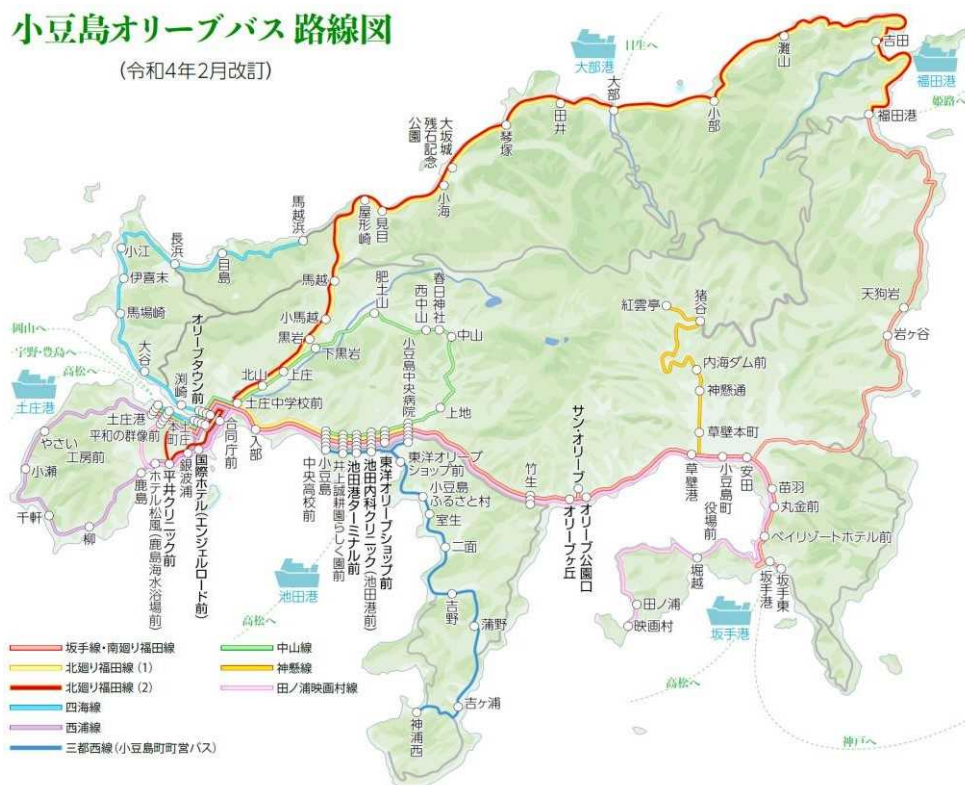 小豆島オリーブバス 路線図
(令和4年2月改訂)
日生へ
大部港
灘山
吉田
福田港
姫路へ
福田港
大部
小部
田井
琴塚
大坂城
残石記念
公園
小海
見目
屋形崎
馬越浜
目島
長浜
小江
伊喜末
馬場崎
大谷
馬越
小馬越
黒岩
北山
上庄
下黒岩
肥土山
西中山
春日神社
中山
上地
小豆島中央病院
紅雲亭
猪谷
内海ダム前
神懸通
草壁本町
天狗岩
岩ヶ谷
岡山へ
宇野・豊島へ
高松へ
土庄港
オリーブタウン前
渕崎
土庄港
平和の群像前
土庄
本町
土庄中学校前
合同庁前
入部
やさい
工房前
小瀬
千軒
柳
鹿島
ホテル松風(鹿島海水浴場前)
平井クリニック前
銀波浦
国際ホテル(エンジェルロード前)
小豆島
中央高校前
井上誠耕園らしく園前
池田港ターミナル前
池田内科クリニック(池田港前)
東洋オリーブショップ前
東洋オリーブ
ショップ前
小豆島
ふるさと村
室生
二面
吉野
蒲野
吉ヶ浦
神浦西
池田港
高松へ
竹生
サン・オリーブ
オリーブヶ丘
オリーブ公園口
草壁港
小豆島町
役場前
安田
苗羽
丸金前
ベイリゾートホテル前
坂手港
坂手東
堀越
田ノ浦
映画村
坂手港
高松へ
神戸へ
坂手線・南廻り福田線
北廻り福田線(1)
北廻り福田線(2)
四海線
西浦線
三都西線(小豆島町町営バス)
中山線
神懸線
田ノ浦映画村線